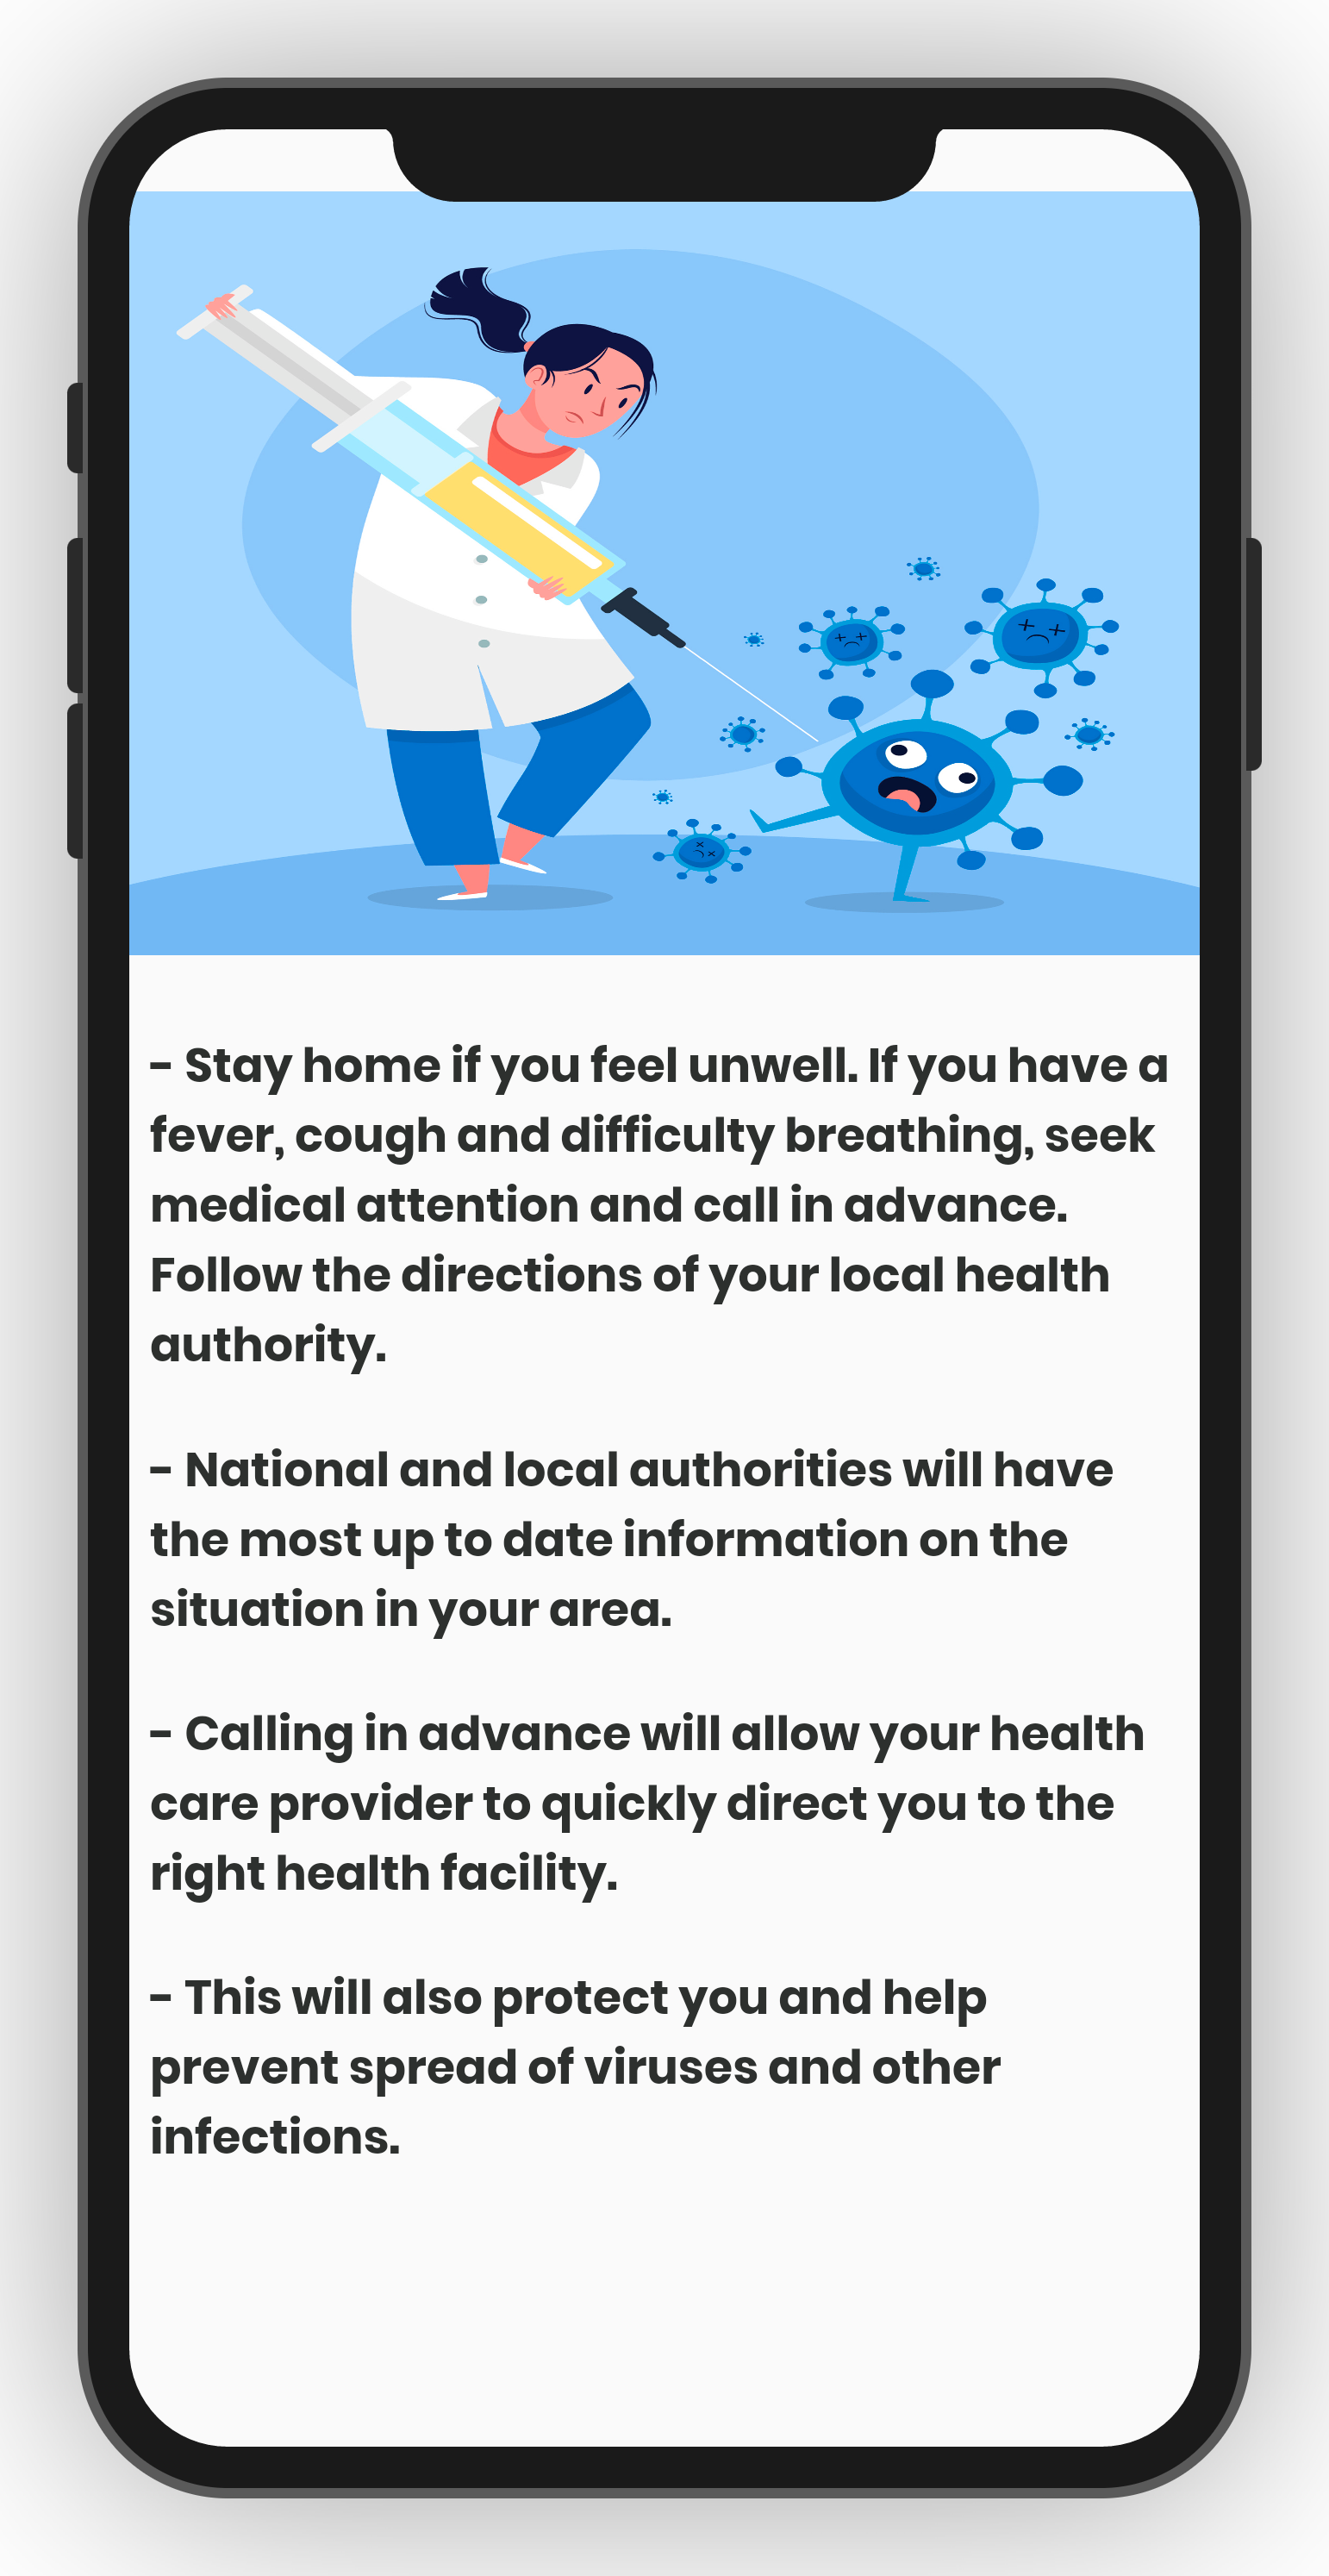 - Stay home if you feel unwell. If you have a
fever, cough and difficulty breathing, seek
medical attention and call in advance.
Follow the directions of your local health
authority.
- National and local authorities will have
the most up to date information on the
situation in your area.
- Calling in advance will allow your health
care provider to quickly direct you to the
right health facility.
- This will also protect you and help
prevent spread of viruses and other
infections.